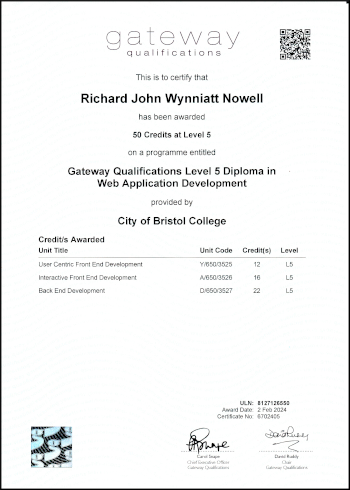 gateway
qualifications
This is to certify that
Richard John Wynniatt Nowell
has been awarded
50 Credits at Level 5
on a programme entitled
Gateway Qualifications Level 5 Diploma in
Web Application Development
provided by
City of Bristol College
Credit/s Awarded
Unit Title Unit Code Credit(s) Level
User Centric Front End Development Y/650/3525 12 L5
Interactive Front End Development A/650/3526 16 L5
Back End Development D/650/3527 22 L5
ULN: 8127126550
Award Date: 2 Feb 2024
Certificate No: 6702405
Carol Snape
Chief Executive Officer
Gateway Qualifications
David Ruddy
Chair
Gateway Qualifications